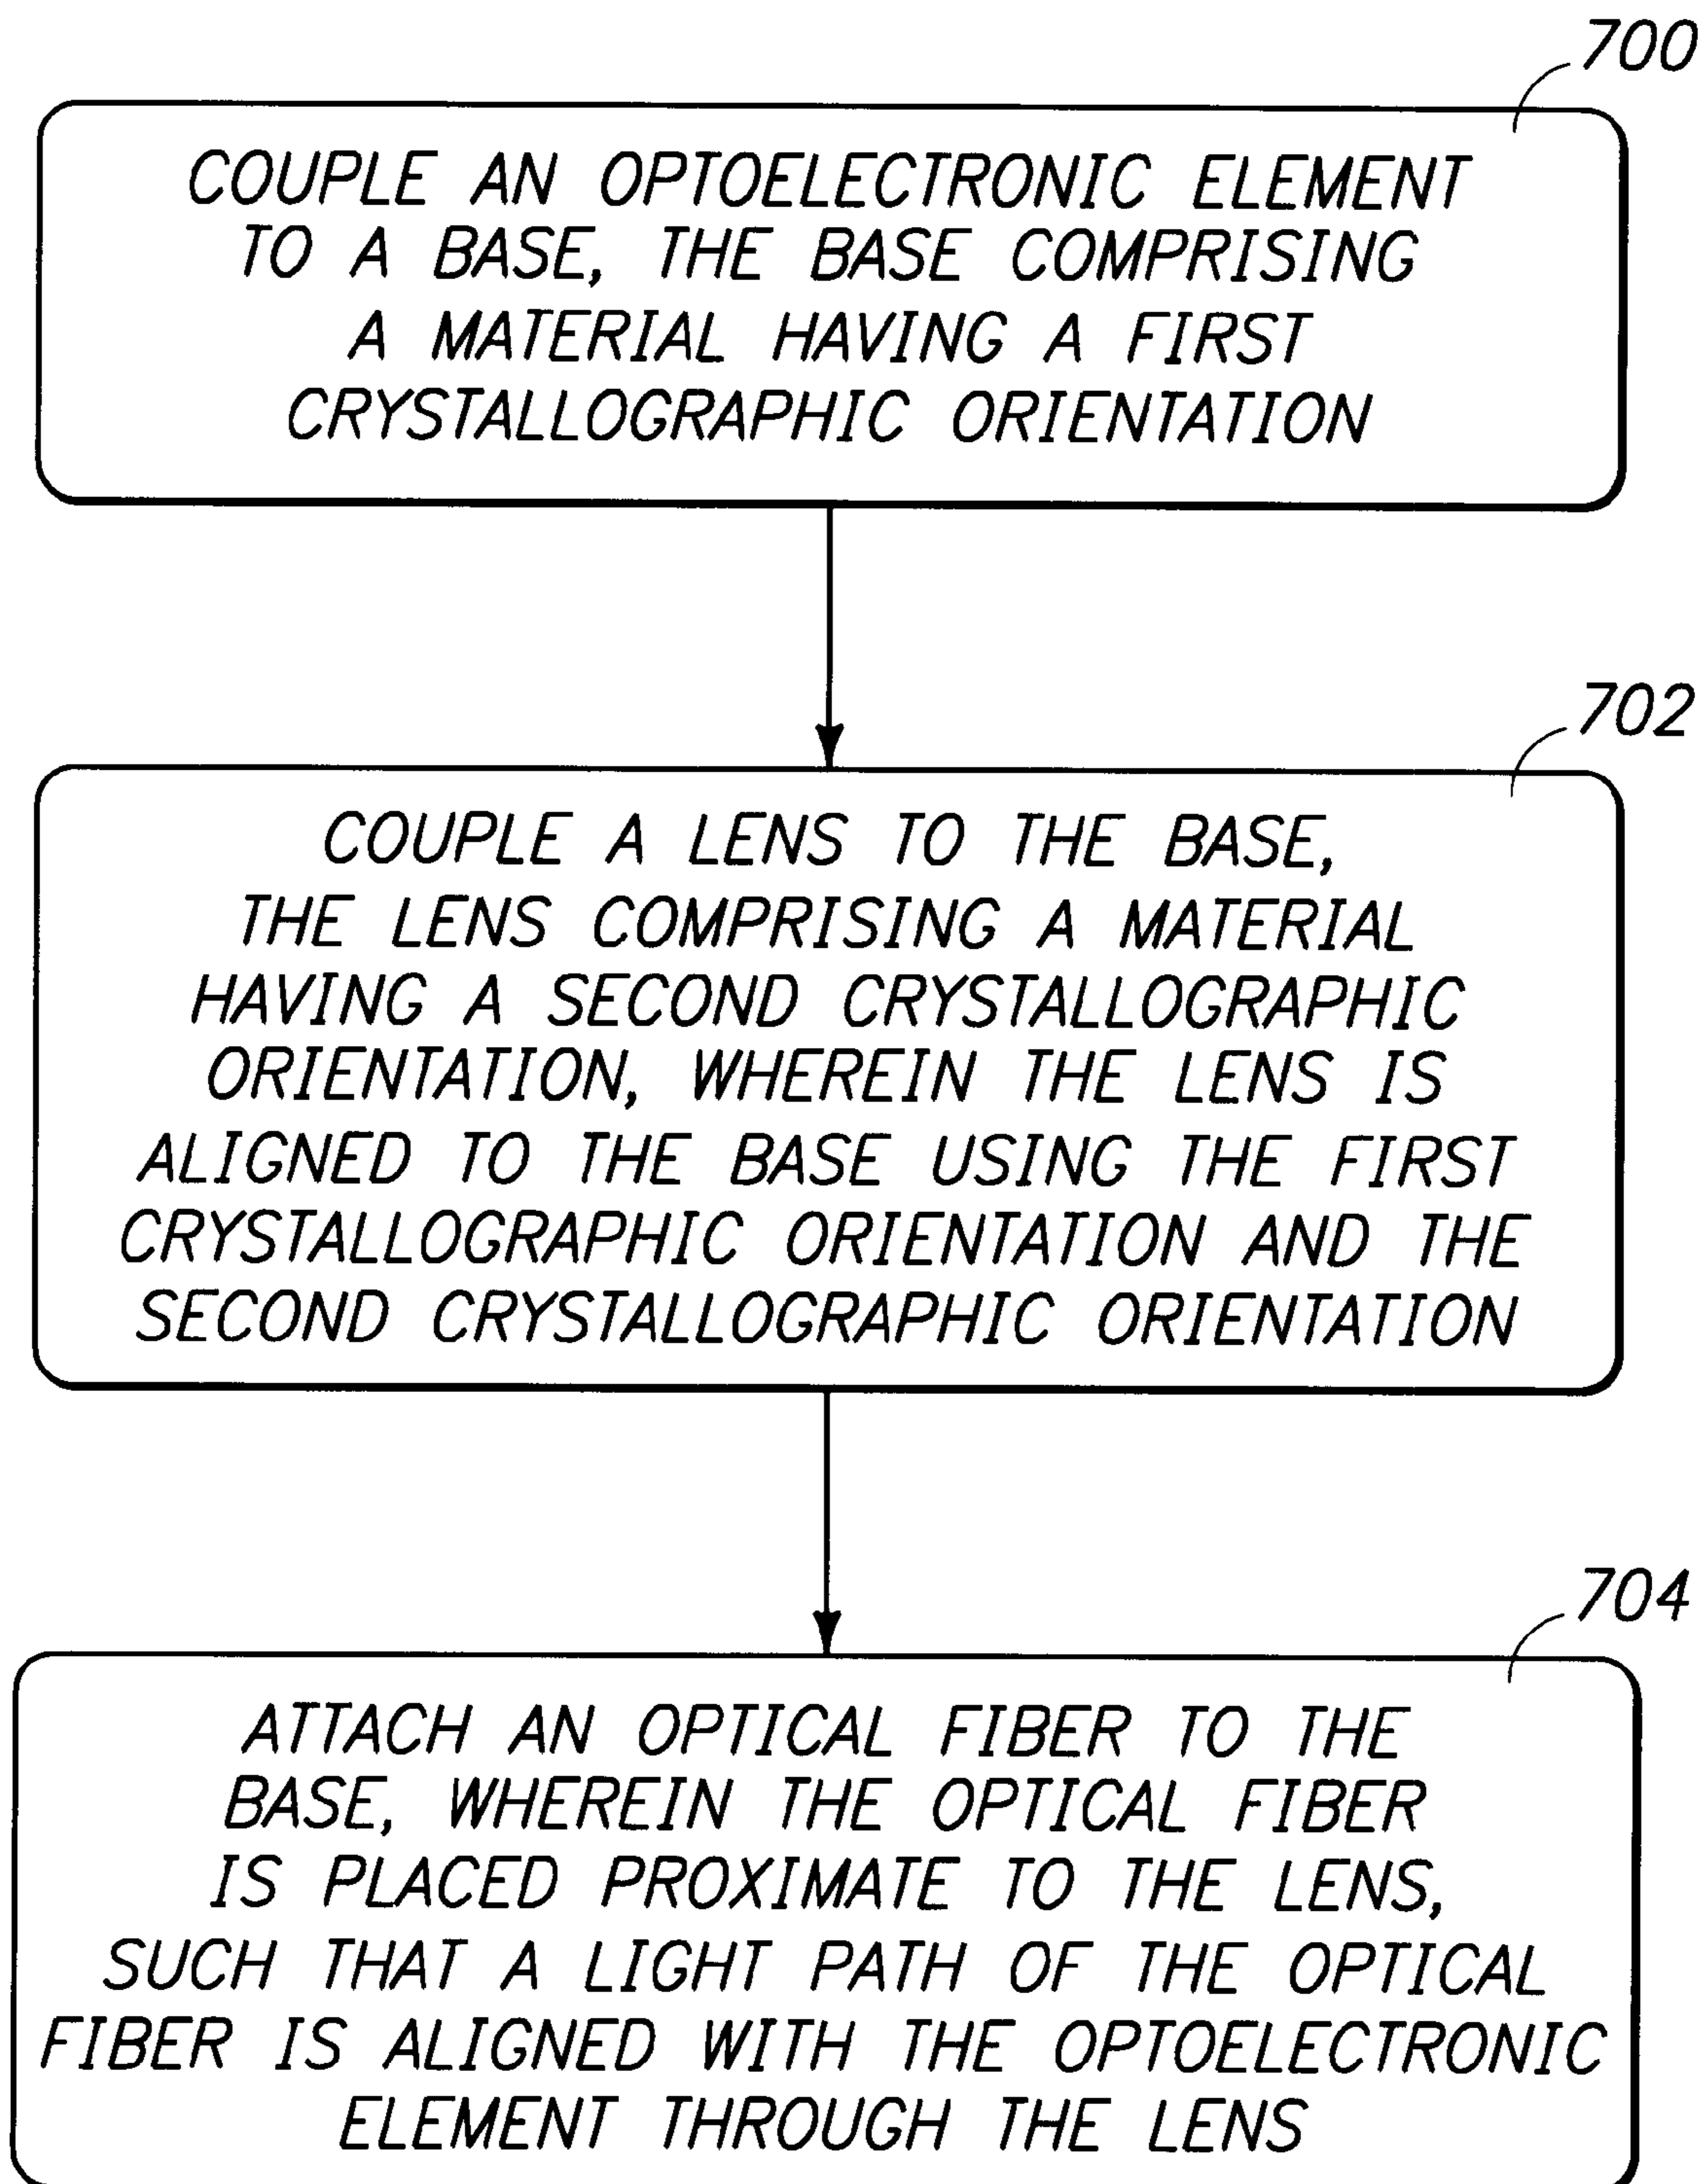 700
COUPLE AN OPTOELECTRONIC ELEMENT
TO A BASE, THE BASE COMPRISING
A MATERIAL HAVING A FIRST
CRYSTALLOGRAPHIC ORIENTATION
702
COUPLE A LENS TO THE BASE,
THE LENS COMPRISING A MATERIAL
HAVING A SECOND CRYSTALLOGRAPHIC
ORIENTATION, WHEREIN THE LENS IS
ALIGNED TO THE BASE USING THE FIRST
CRYSTALLOGRAPHIC ORIENTATION AND THE
SECOND CRYSTALLOGRAPHIC ORIENTATION
704
ATTACH AN OPTICAL FIBER TO THE
BASE, WHEREIN THE OPTICAL FIBER
IS PLACED PROXIMATE TO THE LENS,
SUCH THAT A LIGHT PATH OF THE OPTICAL
FIBER IS ALIGNED WITH THE OPTOELECTRONIC
ELEMENT THROUGH THE LENS